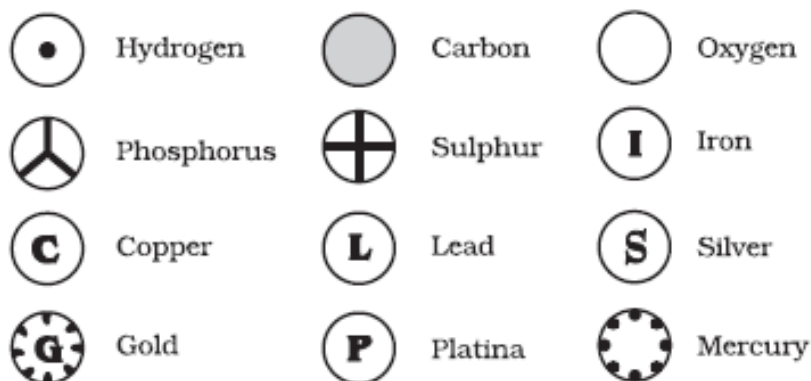 Hydrogen Carbon Oxygen
Phosphorus Sulphur I Iron
C Copper L Lead S Silver
G Gold P Platina Mercury